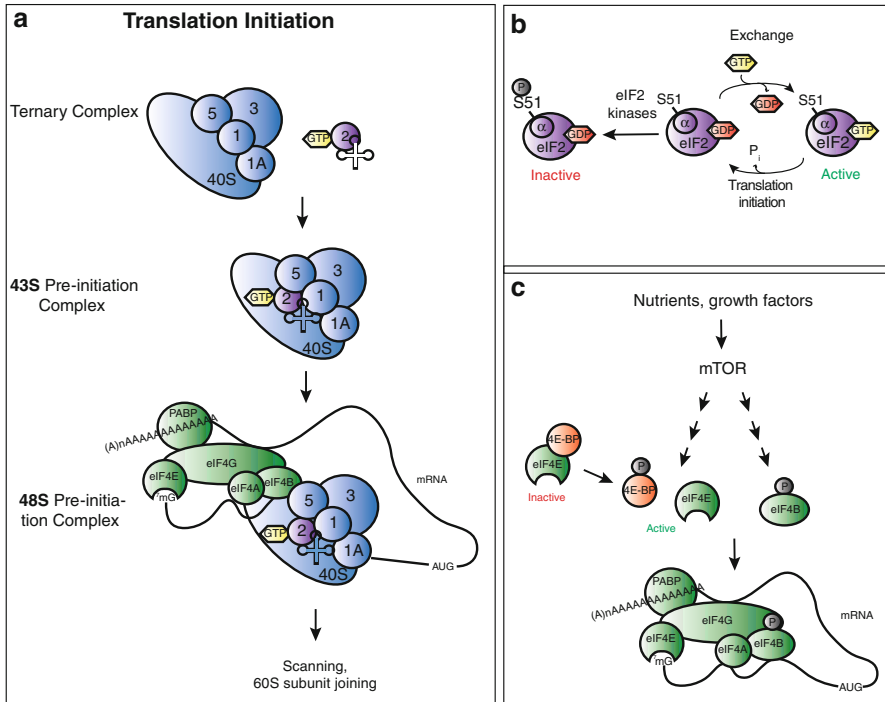 a
Translation Initiation
Ternary Complex
5
3
1
1A
40S
GTP
2
43S Pre-initiation
Complex
5
3
GTP
2
1
1A
40S
PABP
(A)nAAAAAAAAAAAAA
eIF4G
eIF4E
eIF4A
eIF4B
7mG
mRNA
48S Pre-initia-
tion Complex
5
3
GTP
2
1
1A
40S
AUG
Scanning,
60S subunit joining
b
Exchange
GTP
GDP
P
S51
α
eIF2
GDP
Inactive
eIF2
kinases
S51
α
eIF2
GDP
Pi
Translation
initiation
S51
α
eIF2
GTP
Active
c
Nutrients, growth factors
mTOR
4E-BP
eIF4E
Inactive
P
4E-BP
eIF4E
Active
P
eIF4B
PABP
(A)nAAAAAAAAAAAAA
eIF4G
P
eIF4E
eIF4A
eIF4B
7mG
mRNA
AUG